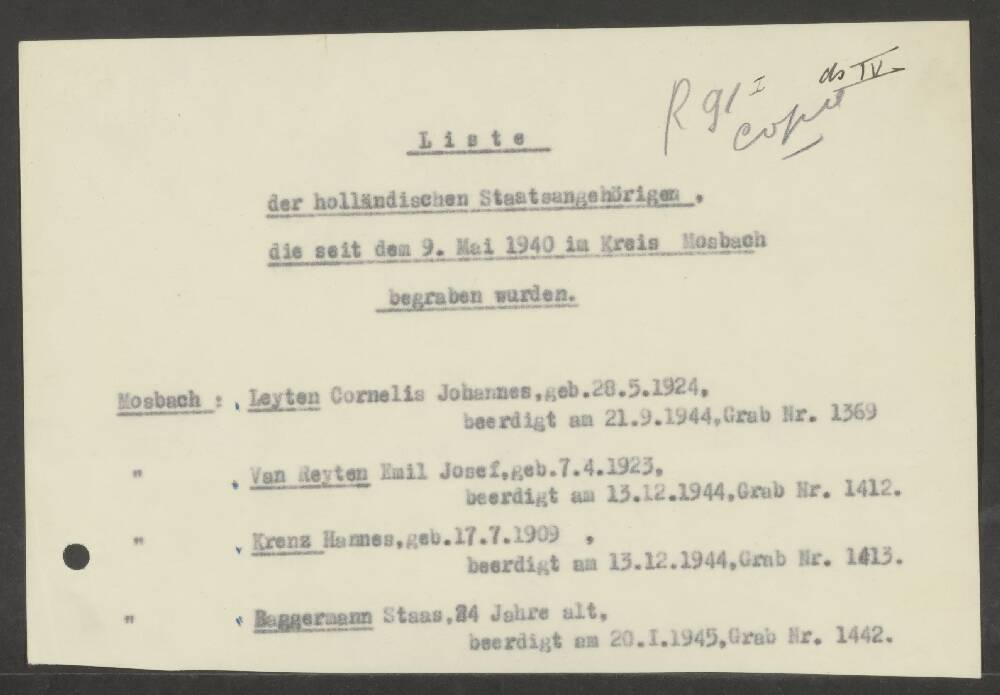 R 91 I
ds IV
copie
Liste
der holländischen Staatsangehörigen ,
die seit dem 9. Mai 1940 im Kreis Mosbach
begraben wurden.
Mosbach : , Leyten Cornelis Johannes,geb.28.5.1924,
beerdigt am 21.9.1944,Grab Nr. 1369
" , Van Reyten Emil Josef,geb.7.4.1923,
beerdigt am 13.12.1944,Grab Nr. 1412.
" , Krenz Hannes,geb.17.7.1909 ,
beerdigt am 13.12.1944,Grab Nr. 1413.
" " Baggermann Staas,24 Jahre alt,
beerdigt am 20.I.1945,Grab Nr. 1442.